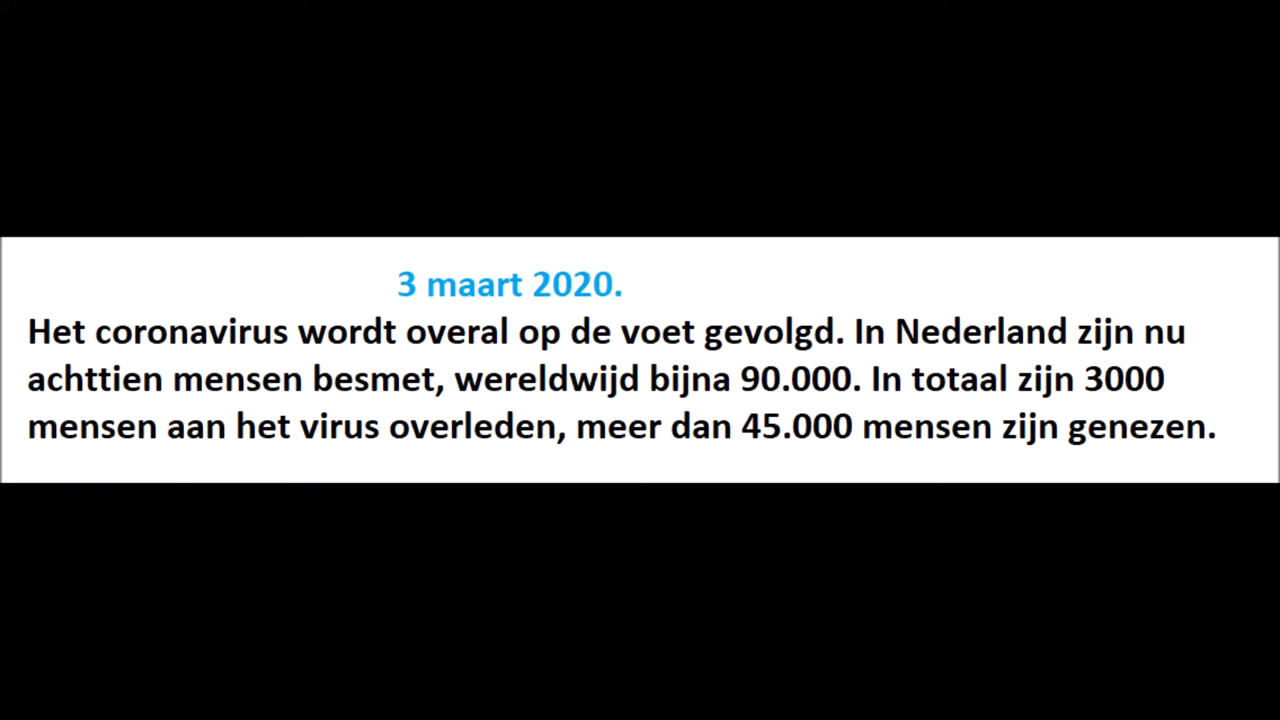 3 maart 2020.
Het coronavirus wordt overal op de voet gevolgd. In Nederland zijn nu
achttien mensen besmet, wereldwijd bijna 90.000. In totaal zijn 3000
mensen aan het virus overleden, meer dan 45.000 mensen zijn genezen.